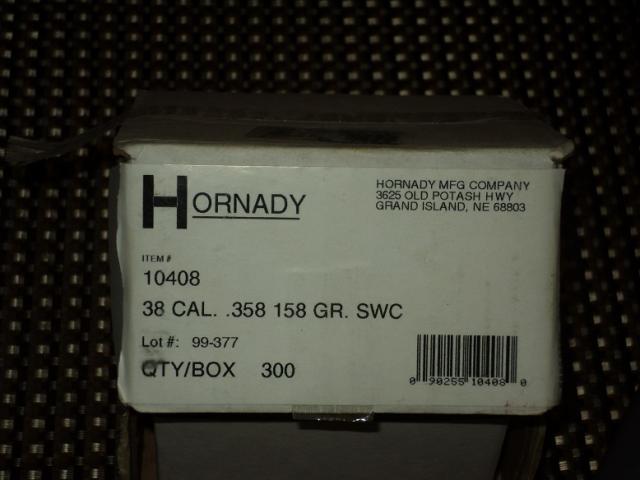 HORNADY
HORNADY MFG COMPANY
3625 OLD POTASH HWY
GRAND ISLAND, NE 68803
ITEM #
10408
38 CAL. .358 158 GR. SWC
Lot #: 99-377
QTY/BOX 300
0 90255 10408 0